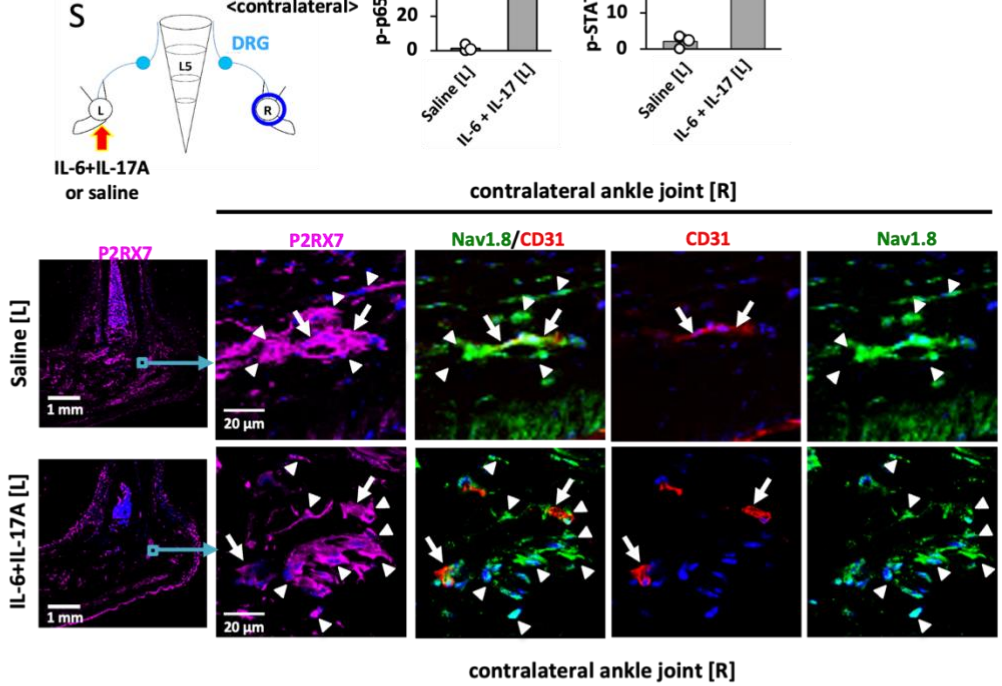 S
<contralateral>
DRG
L5
L
R
IL-6+IL-17A
or saline
p-p65
20
0
Saline [L]
IL-6 + IL-17 [L]
p-STAT
10
0
Saline [L]
IL-6 + IL-17 [L]
contralateral ankle joint [R]
P2RX7
P2RX7
Nav1.8/CD31
CD31
Nav1.8
Saline [L]
1 mm
20 µm
IL-6+IL-17A [L]
1 mm
20 µm
contralateral ankle joint [R]